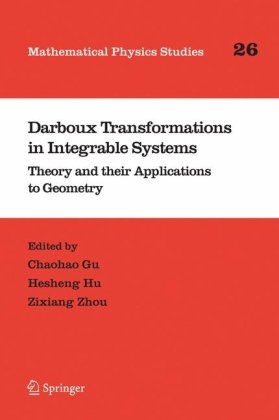 Mathematical Physics Studies 26
Darboux Transformations
in Integrable Systems
Theory and their Applications
to Geometry
Edited by
Chaohao Gu
Hesheng Hu
Zixiang Zhou
Springer